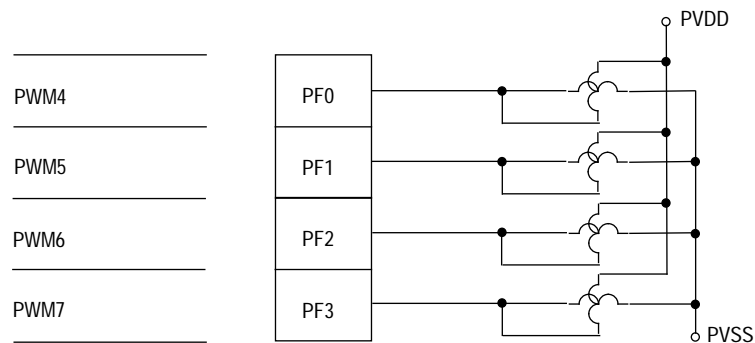 PVDD
PWM4 PF0
PWM5 PF1
PWM6 PF2
PWM7 PF3
PVSS